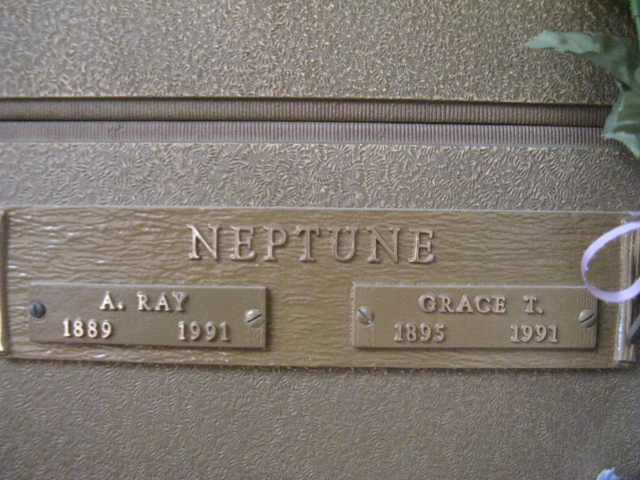 NEPTUNE
A. RAY
1889 1991
GRACE T.
1895 1991